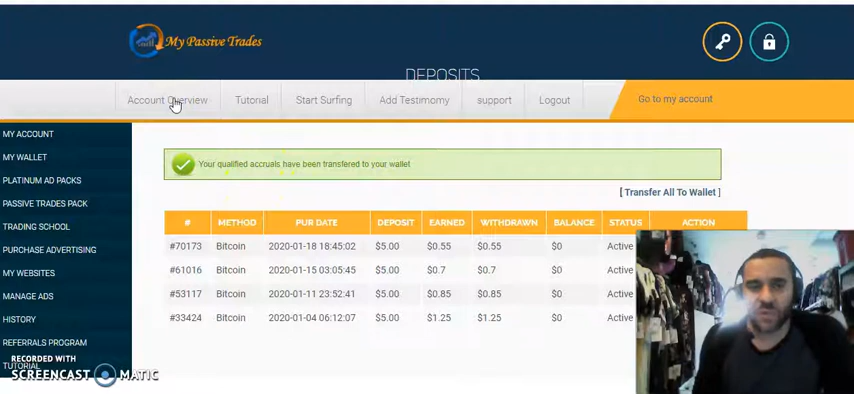 My Passive Trades
DEPOSITS
Account Overview Tutorial Start Surfing Add Testimomy support Logout Go to my account
MY ACCOUNT
MY WALLET
PLATINUM AD PACKS
PASSIVE TRADES PACK
TRADING SCHOOL
PURCHASE ADVERTISING
MY WEBSITES
MANAGE ADS
HISTORY
REFERRALS PROGRAM
TUTORIAL
Your qualified accruals have been transfered to your wallet
[ Transfer All To Wallet ]
# METHOD PUR DATE DEPOSIT EARNED WITHDRAWN BALANCE STATUS ACTION
#70173 Bitcoin 2020-01-18 18:45:02 $5.00 $0.55 $0.55 $0 Active
#61016 Bitcoin 2020-01-15 03:05:45 $5.00 $0.7 $0.7 $0 Active
#53117 Bitcoin 2020-01-11 23:52:41 $5.00 $0.85 $0.85 $0 Active
#33424 Bitcoin 2020-01-04 06:12:07 $5.00 $1.25 $1.25 $0 Active
RECORDED WITH
SCREENCAST MATIC